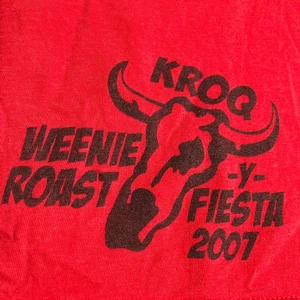 KROQ
WEENIE
ROAST
-y-
FIESTA
2007